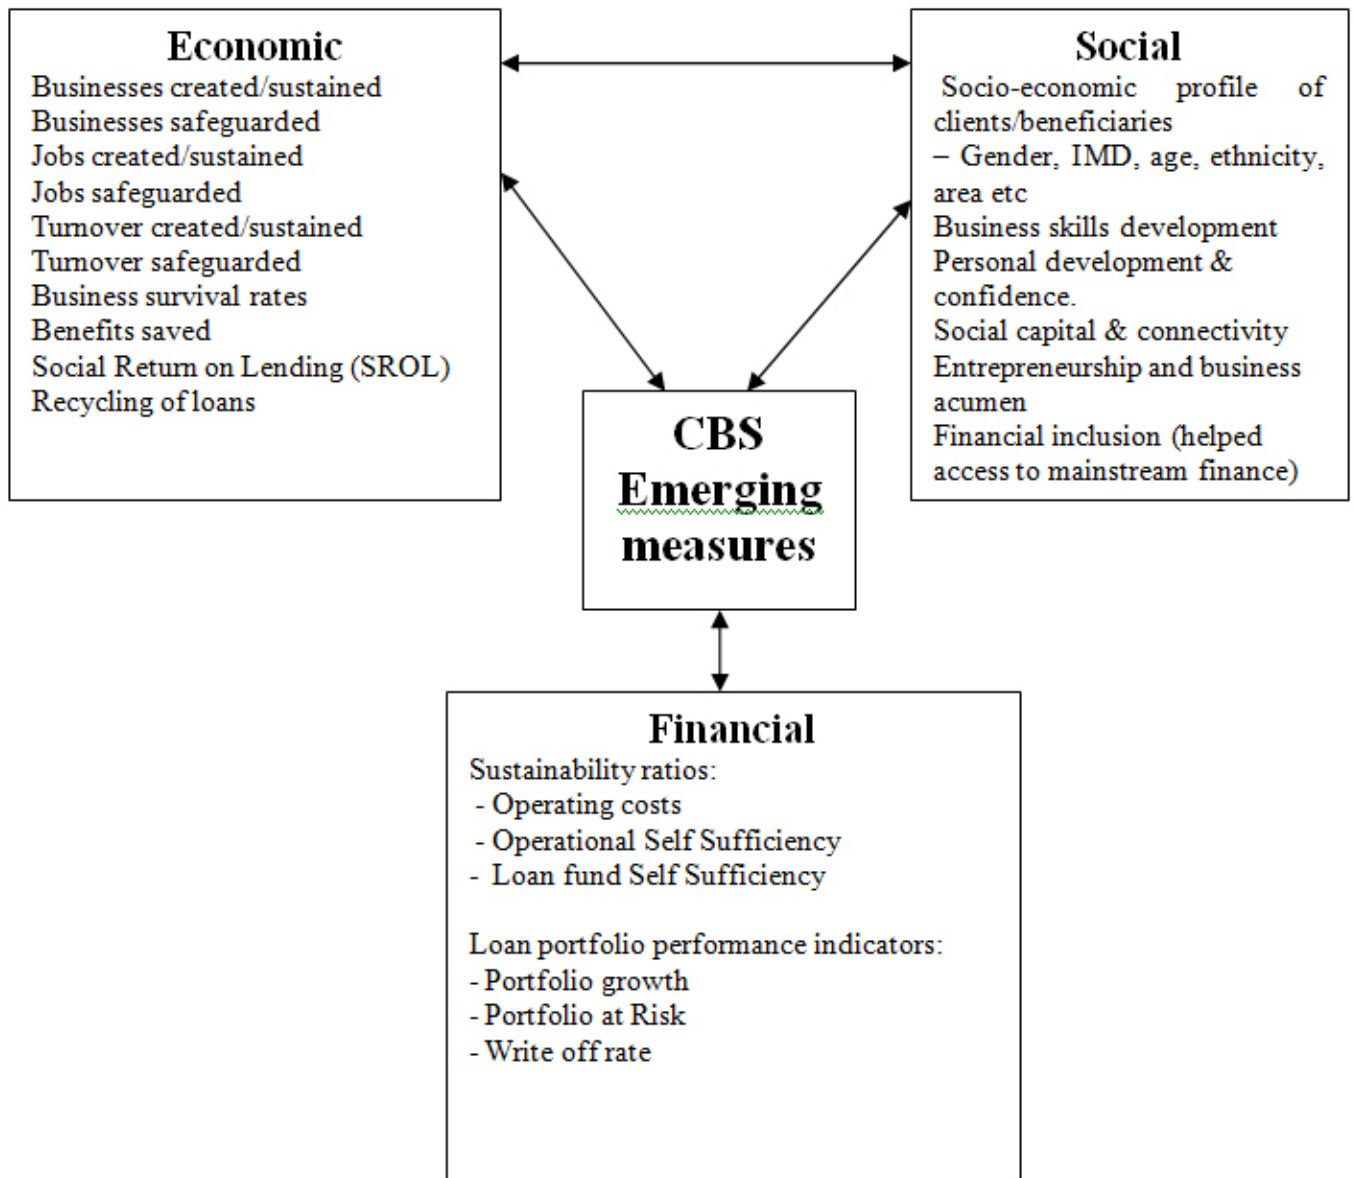 Economic
Businesses created/sustained
Businesses safeguarded
Jobs created/sustained
Jobs safeguarded
Turnover created/sustained
Turnover safeguarded
Business survival rates
Benefits saved
Social Return on Lending (SROL)
Recycling of loans
Social
Socio-economic profile of
clients/beneficiaries
– Gender, IMD, age, ethnicity,
area etc
Business skills development
Personal development &
confidence.
Social capital & connectivity
Entrepreneurship and business
acumen
Financial inclusion (helped
access to mainstream finance)
CBS
Emerging
measures
Financial
Sustainability ratios:
- Operating costs
- Operational Self Sufficiency
- Loan fund Self Sufficiency
Loan portfolio performance indicators:
- Portfolio growth
- Portfolio at Risk
- Write off rate